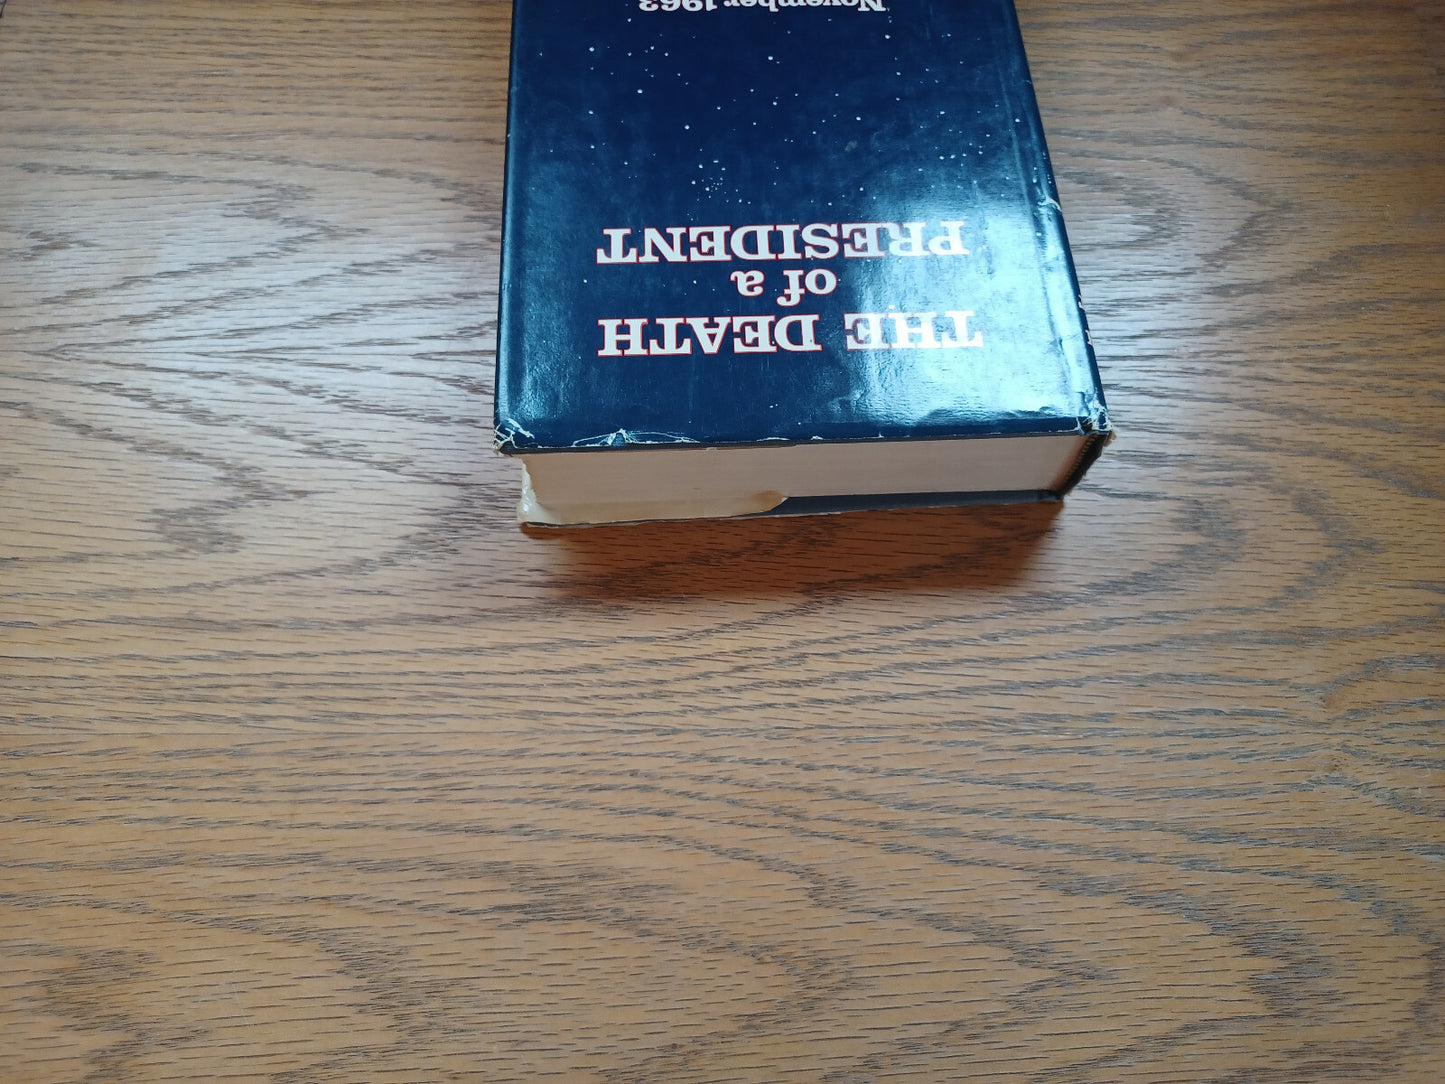 THE DEATH
of a
PRESIDENT
November 1963